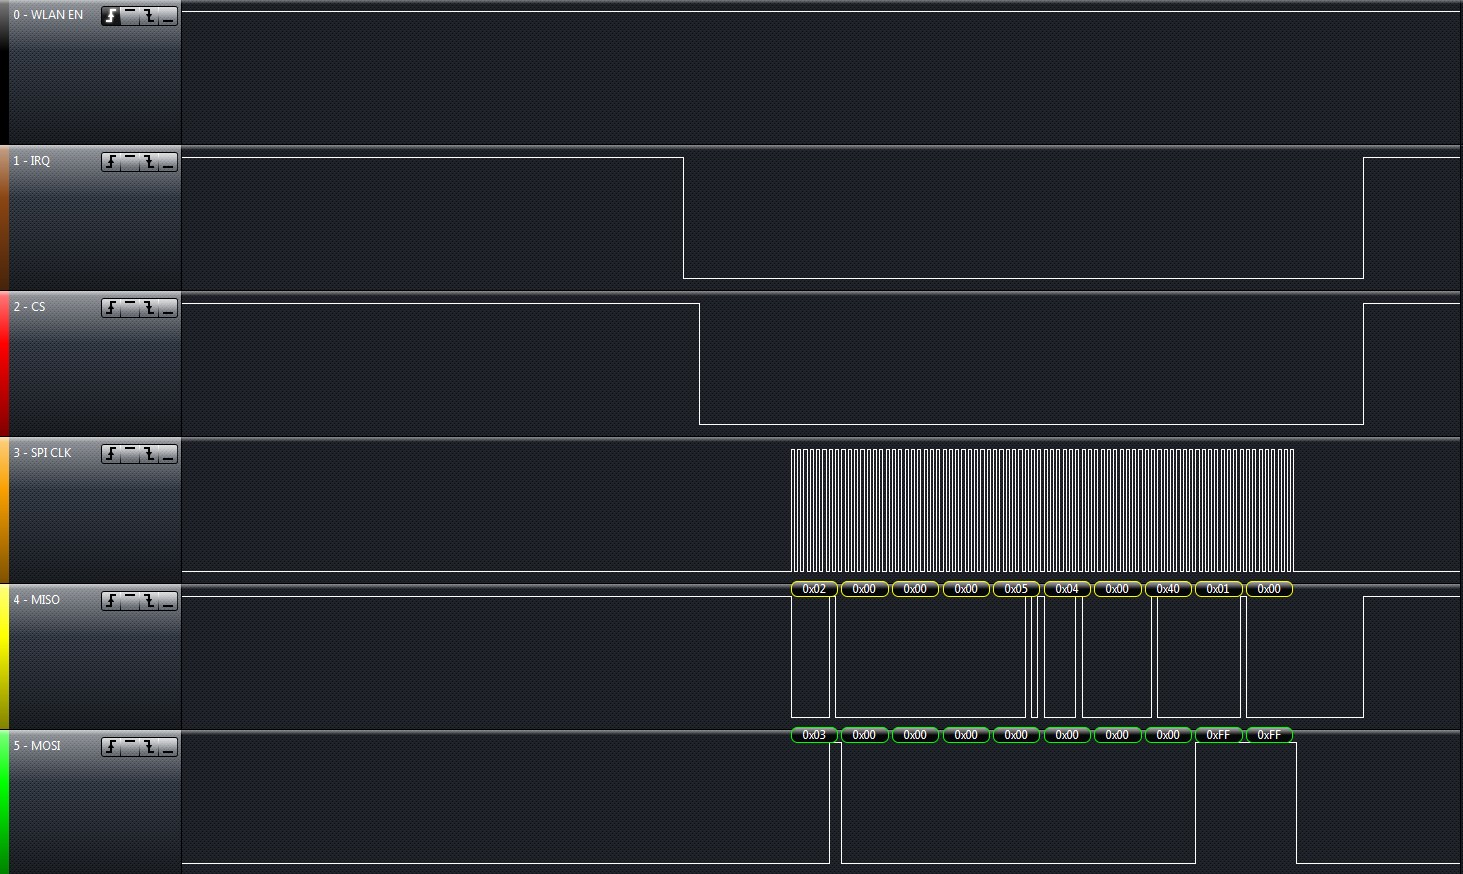 0 - WLAN EN
1 - IRQ
2 - CS
3 - SPI CLK
0x02 0x00 0x00 0x00 0x05 0x04 0x00 0x40 0x01 0x00
4 - MISO
0x03 0x00 0x00 0x00 0x00 0x00 0x00 0x00 0xFF 0xFF
5 - MOSI